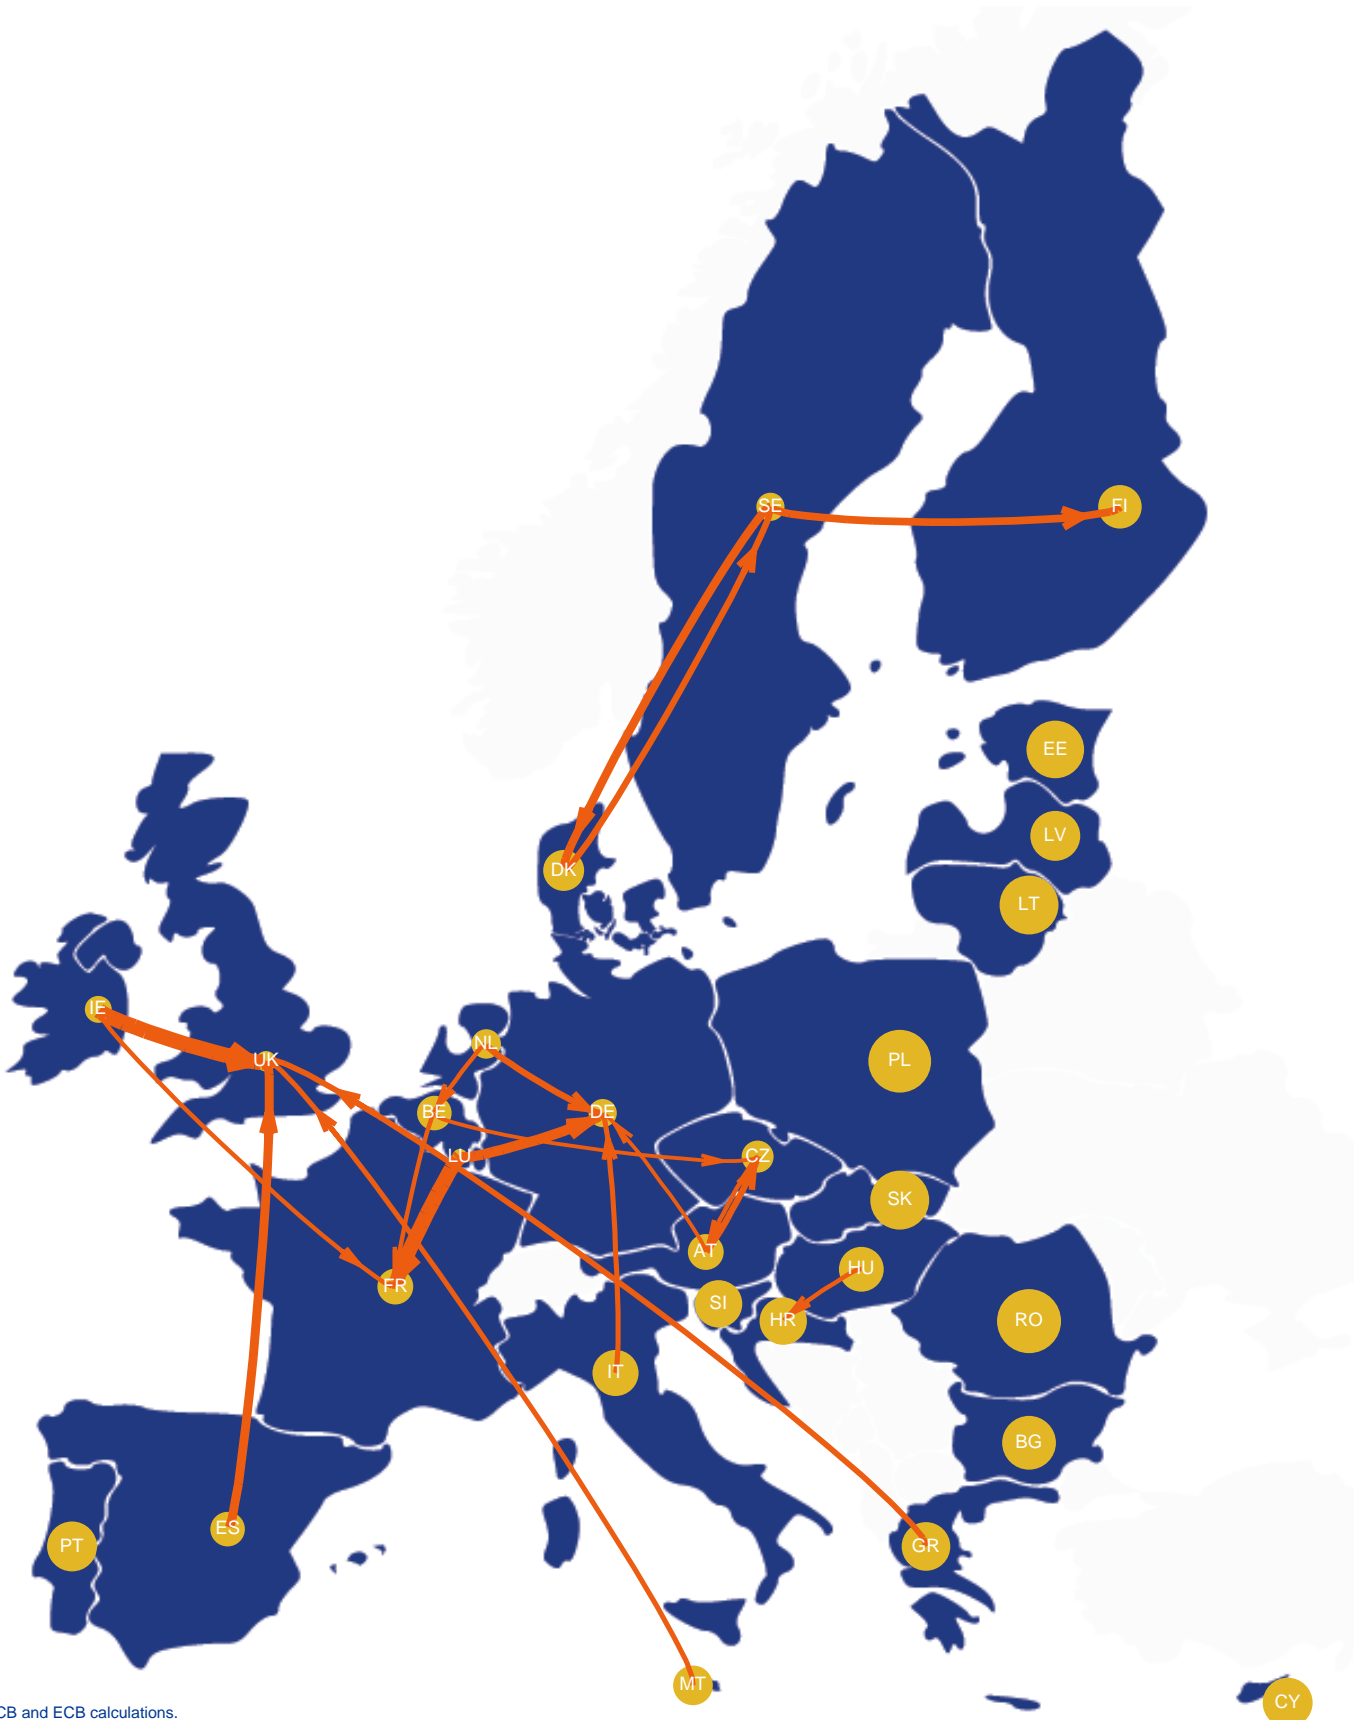 SE
FI
EE
LV
DK
LT
IE
NL
UK
PL
BE
DE
LU
CZ
SK
AT
HU
FR
SI
HR
RO
IT
BG
ES
PT
GR
MT
CY
CB and ECB calculations.